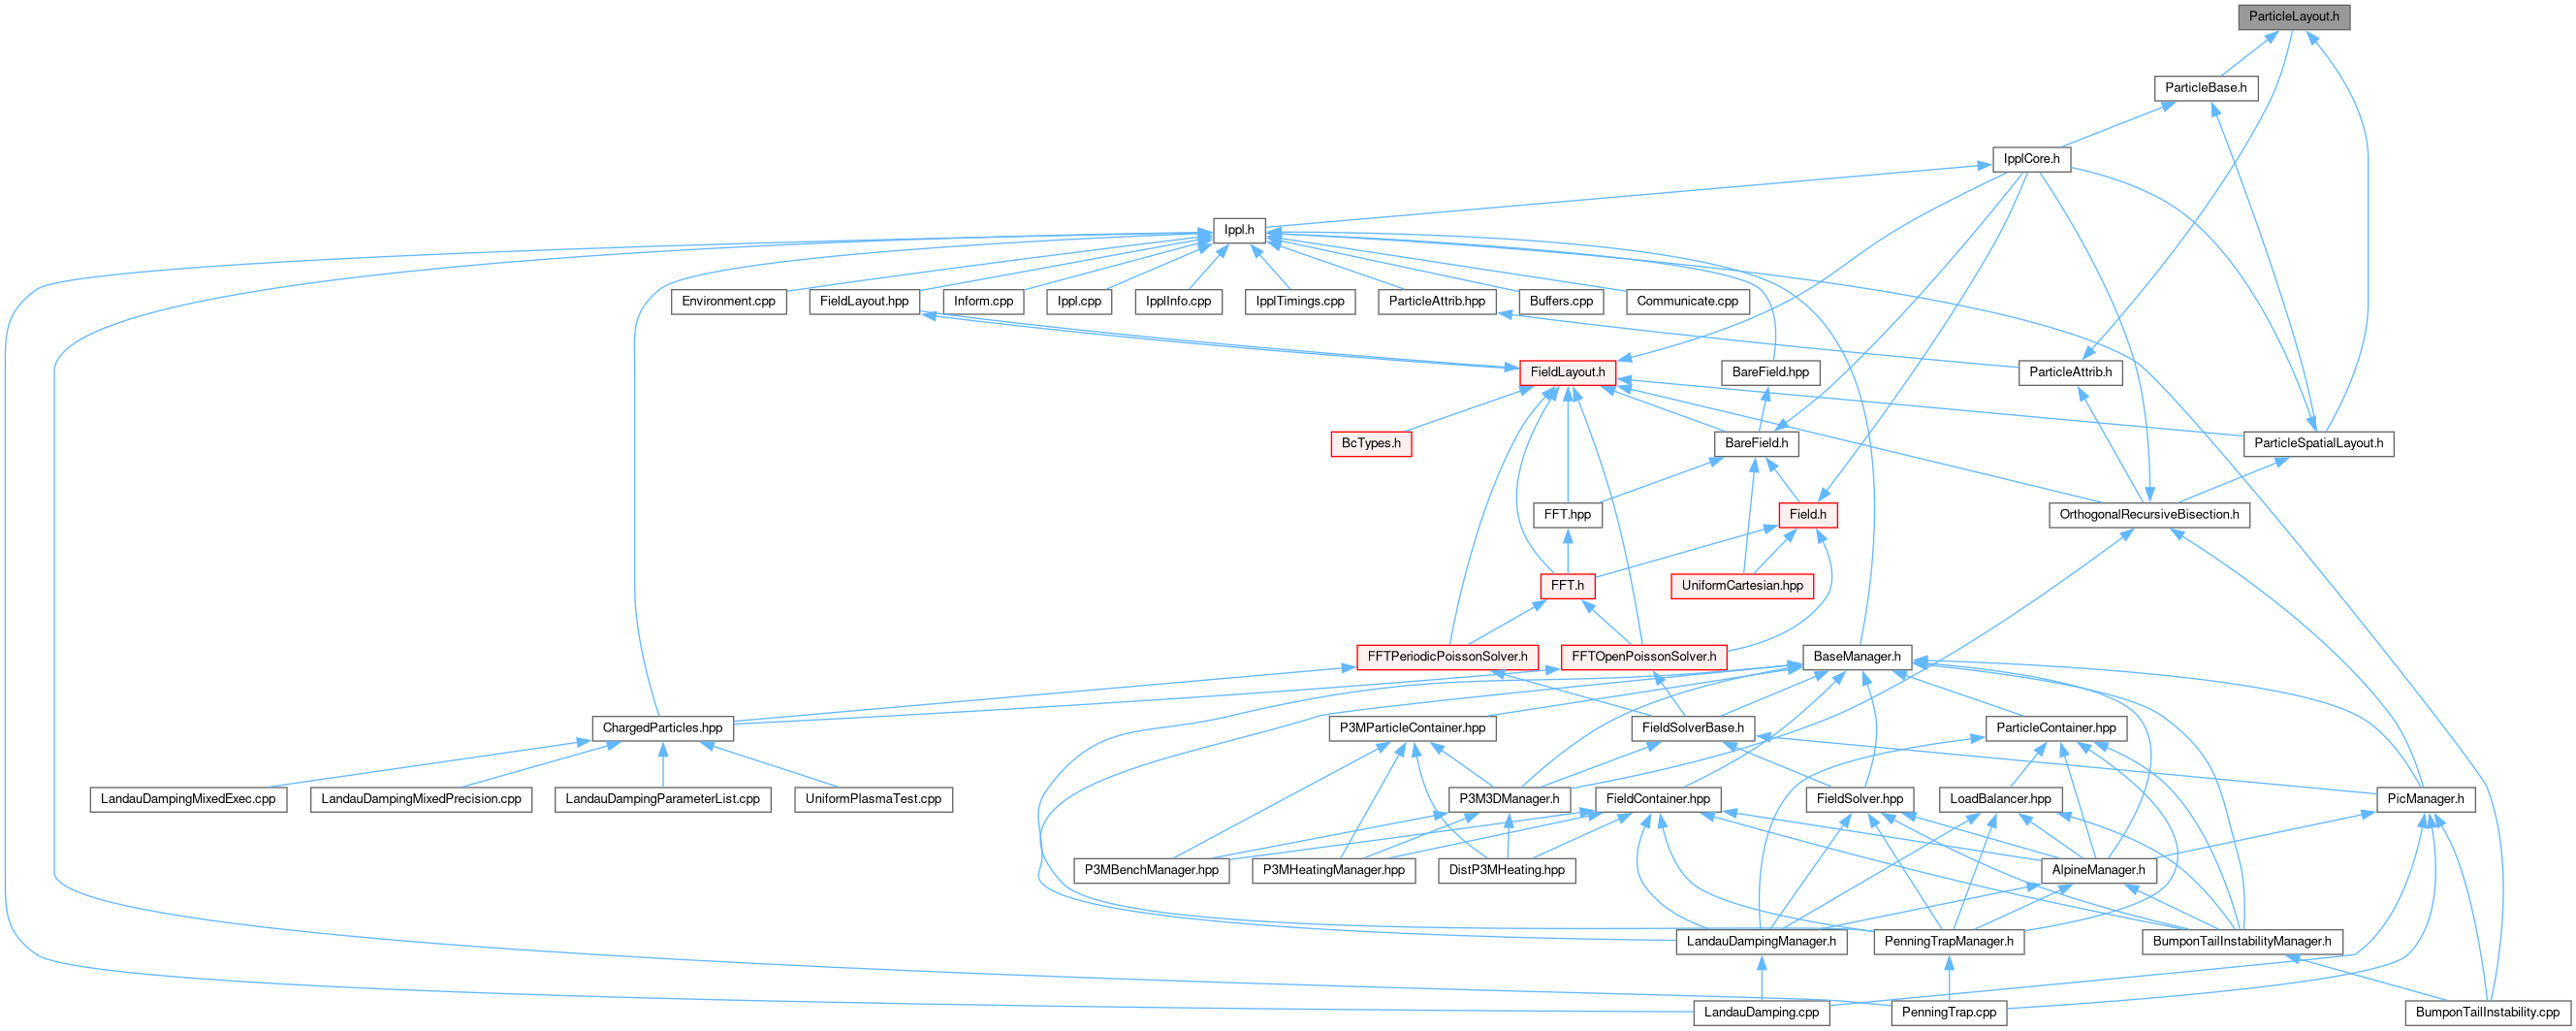 ParticleLayout.h
ParticleBase.h
IpplCore.h
Ippl.h
Environment.cpp
FieldLayout.hpp
Inform.cpp
Ippl.cpp
IpplInfo.cpp
IpplTimings.cpp
ParticleAttrib.hpp
Buffers.cpp
Communicate.cpp
FieldLayout.h
BareField.hpp
ParticleAttrib.h
BcTypes.h
BareField.h
ParticleSpatialLayout.h
FFT.hpp
Field.h
OrthogonalRecursiveBisection.h
FFT.h
UniformCartesian.hpp
FFTPeriodicPoissonSolver.h
FFTOpenPoissonSolver.h
BaseManager.h
ChargedParticles.hpp
P3MParticleContainer.hpp
FieldSolverBase.h
ParticleContainer.hpp
LandauDampingMixedExec.cpp
LandauDampingMixedPrecision.cpp
LandauDampingParameterList.cpp
UniformPlasmaTest.cpp
P3M3DManager.h
FieldContainer.hpp
FieldSolver.hpp
LoadBalancer.hpp
PicManager.h
P3MBenchManager.hpp
P3MHeatingManager.hpp
DistP3MHeating.hpp
AlpineManager.h
LandauDampingManager.h
PenningTrapManager.h
BumponTailInstabilityManager.h
LandauDamping.cpp
PenningTrap.cpp
BumponTailInstability.cpp